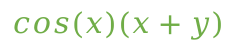 cos(x)(x + y)